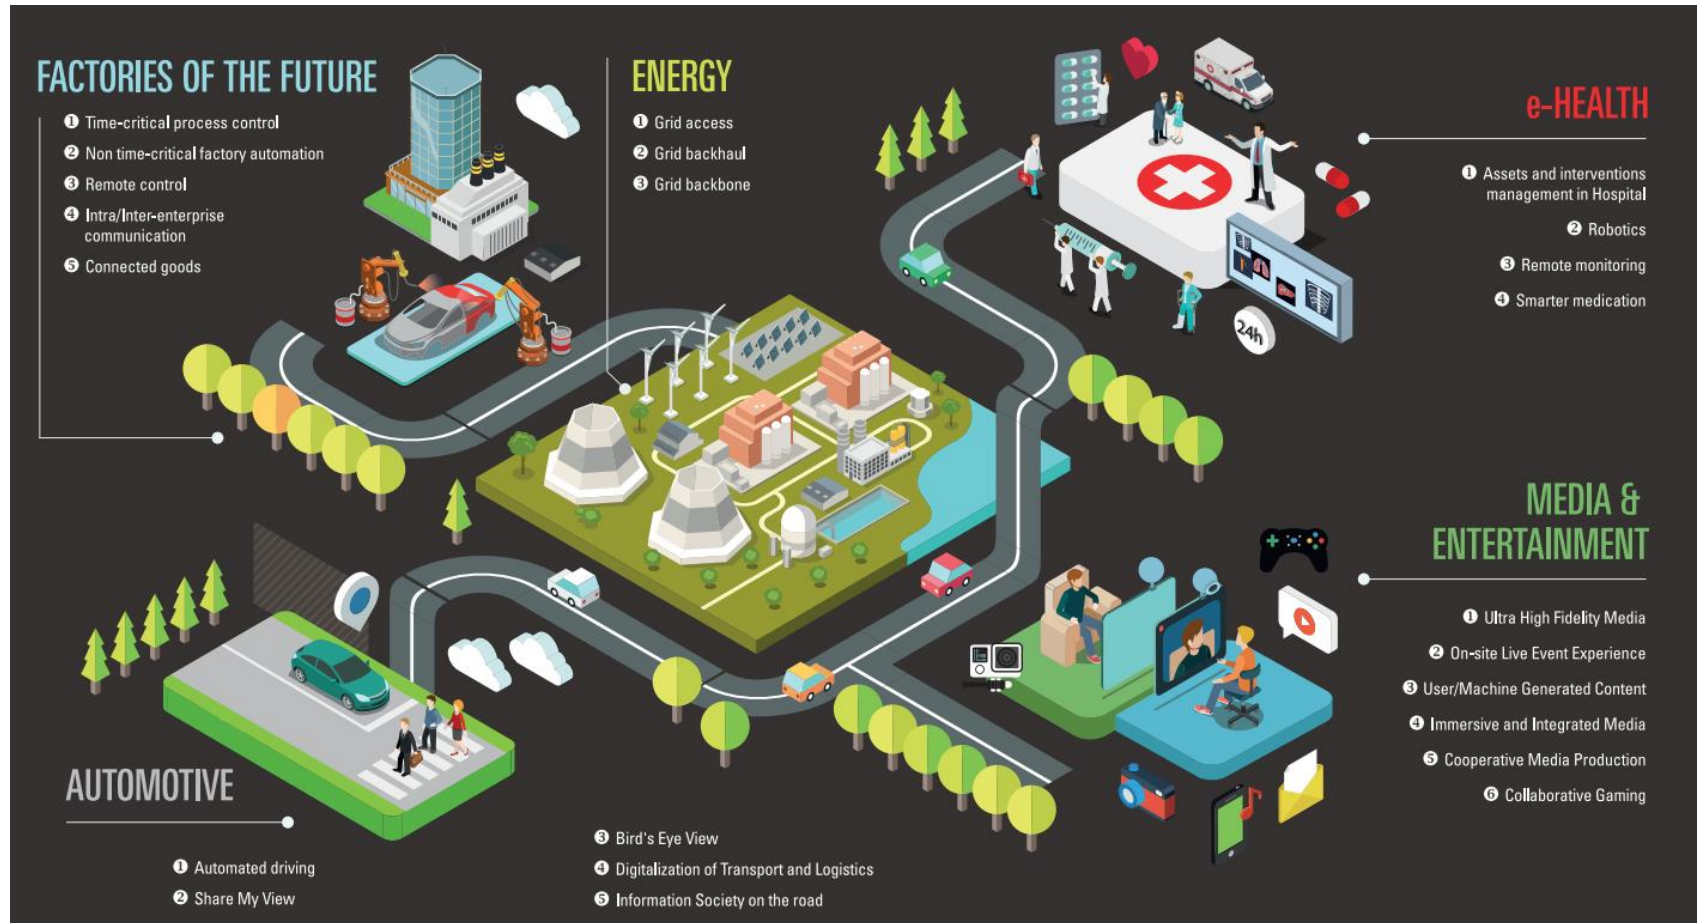 FACTORIES OF THE FUTURE
❶ Time-critical process control
❷ Non time-critical factory automation
❸ Remote control
❹ Intra/Inter-enterprise
communication
❺ Connected goods
ENERGY
❶ Grid access
❷ Grid backhaul
❸ Grid backbone
e-HEALTH
❶ Assets and interventions
management in Hospital
❷ Robotics
❸ Remote monitoring
❹ Smarter medication
24h
MEDIA &
ENTERTAINMENT
❶ Ultra High Fidelity Media
❷ On-site Live Event Experience
❸ User/Machine Generated Content
❹ Immersive and Integrated Media
❺ Cooperative Media Production
❻ Collaborative Gaming
AUTOMOTIVE
❶ Automated driving
❷ Share My View
❸ Bird's Eye View
❹ Digitalization of Transport and Logistics
❺ Information Society on the road